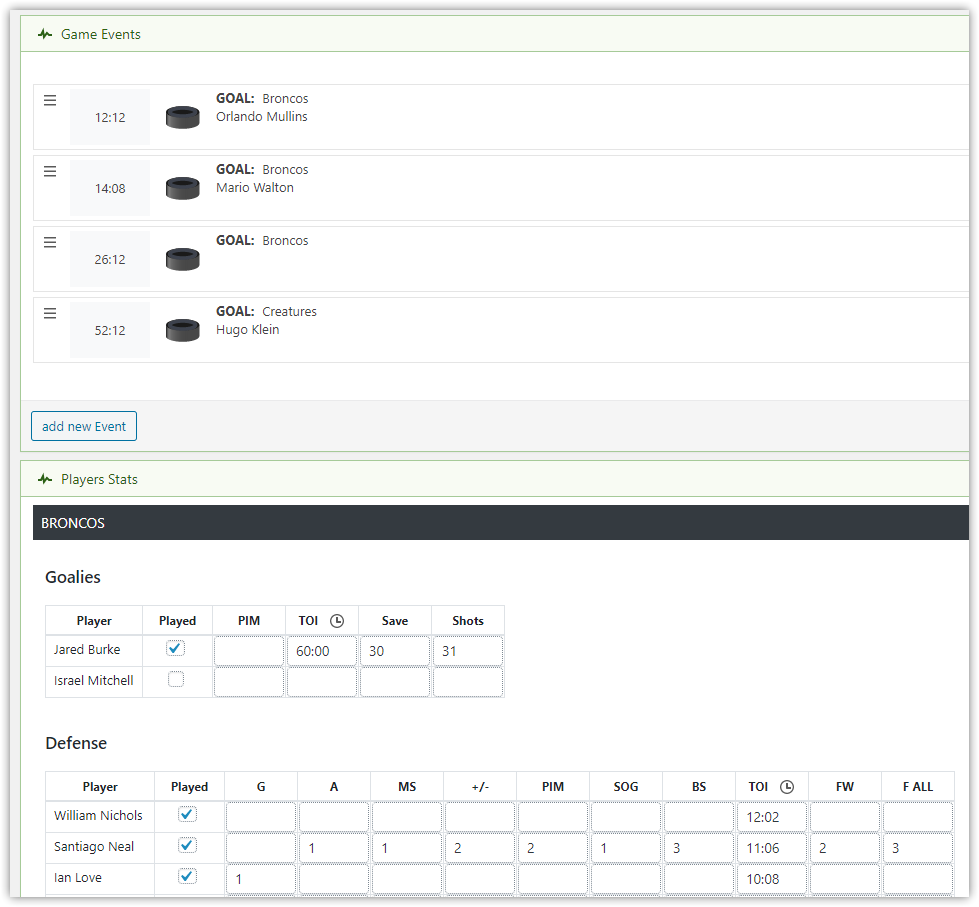 Game Events
12:12 GOAL: Broncos
Orlando Mullins
14:08 GOAL: Broncos
Mario Walton
26:12 GOAL: Broncos
52:12 GOAL: Creatures
Hugo Klein
add new Event
Players Stats
BRONCOS
Goalies
Player Played PIM TOI Save Shots
Jared Burke 60:00 30 31
Israel Mitchell
Defense
Player Played G A MS +/- PIM SOG BS TOI FW F ALL
William Nichols 12:02
Santiago Neal 1 1 2 2 1 3 11:06 2 3
Ian Love 1 10:08